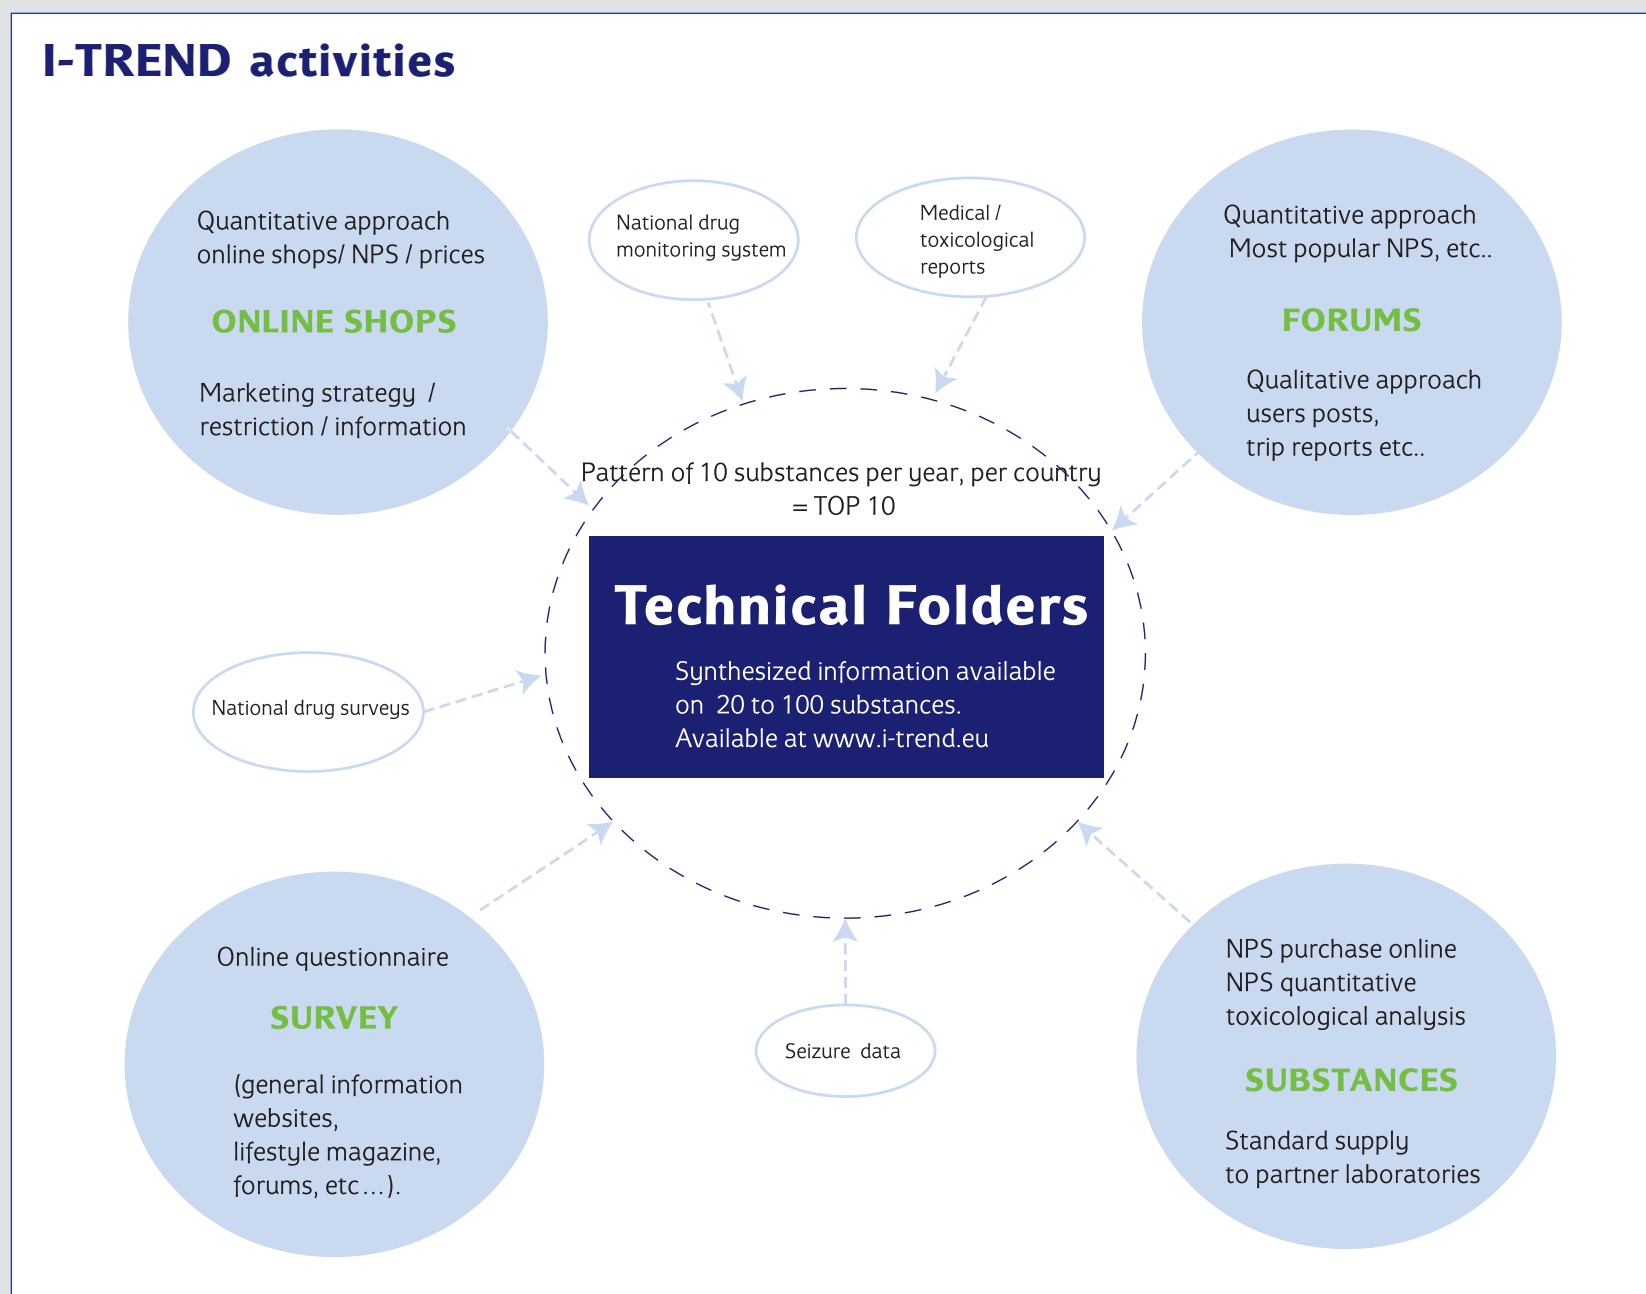 I-TREND activities
Quantitative approach
online shops/ NPS / prices
ONLINE SHOPS
Marketing strategy /
restriction / information
National drug
monitoring system
Medical /
toxicological
reports
Quantitative approach
Most popular NPS, etc..
FORUMS
Qualitative approach
users posts,
trip reports etc..
Pattern of 10 substances per year, per country
= TOP 10
Technical Folders
Synthesized information available
on 20 to 100 substances.
Available at www.i-trend.eu
National drug surveys
Online questionnaire
SURVEY
(general information
websites,
lifestyle magazine,
forums, etc...).
Seizure data
NPS purchase online
NPS quantitative
toxicological analysis
SUBSTANCES
Standard supply
to partner laboratories